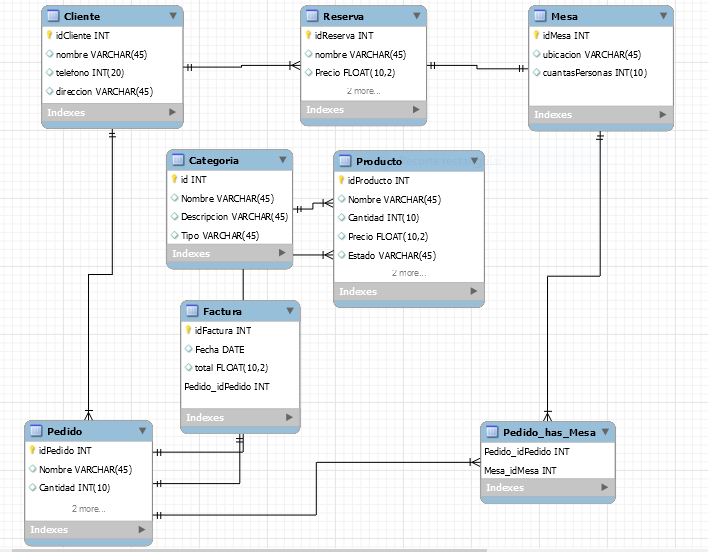 Cliente
idCliente INT
nombre VARCHAR(45)
telefono INT(20)
direccion VARCHAR(45)
Indexes
Reserva
idReserva INT
nombre VARCHAR(45)
Precio FLOAT(10,2)
2 more...
Indexes
Mesa
idMesa INT
ubicacion VARCHAR(45)
cuantasPersonas INT(10)
Indexes
Categoria
id INT
Nombre VARCHAR(45)
Descripcion VARCHAR(45)
Tipo VARCHAR(45)
Indexes
Producto
idProducto INT
Nombre VARCHAR(45)
Cantidad INT(10)
Precio FLOAT(10,2)
Estado VARCHAR(45)
2 more...
Indexes
Factura
idFactura INT
Fecha DATE
total FLOAT(10,2)
Pedido_idPedido INT
Indexes
Pedido
idPedido INT
Nombre VARCHAR(45)
Cantidad INT(10)
2 more...
Indexes
Pedido_has_Mesa
Pedido_idPedido INT
Mesa_idMesa INT
Indexes